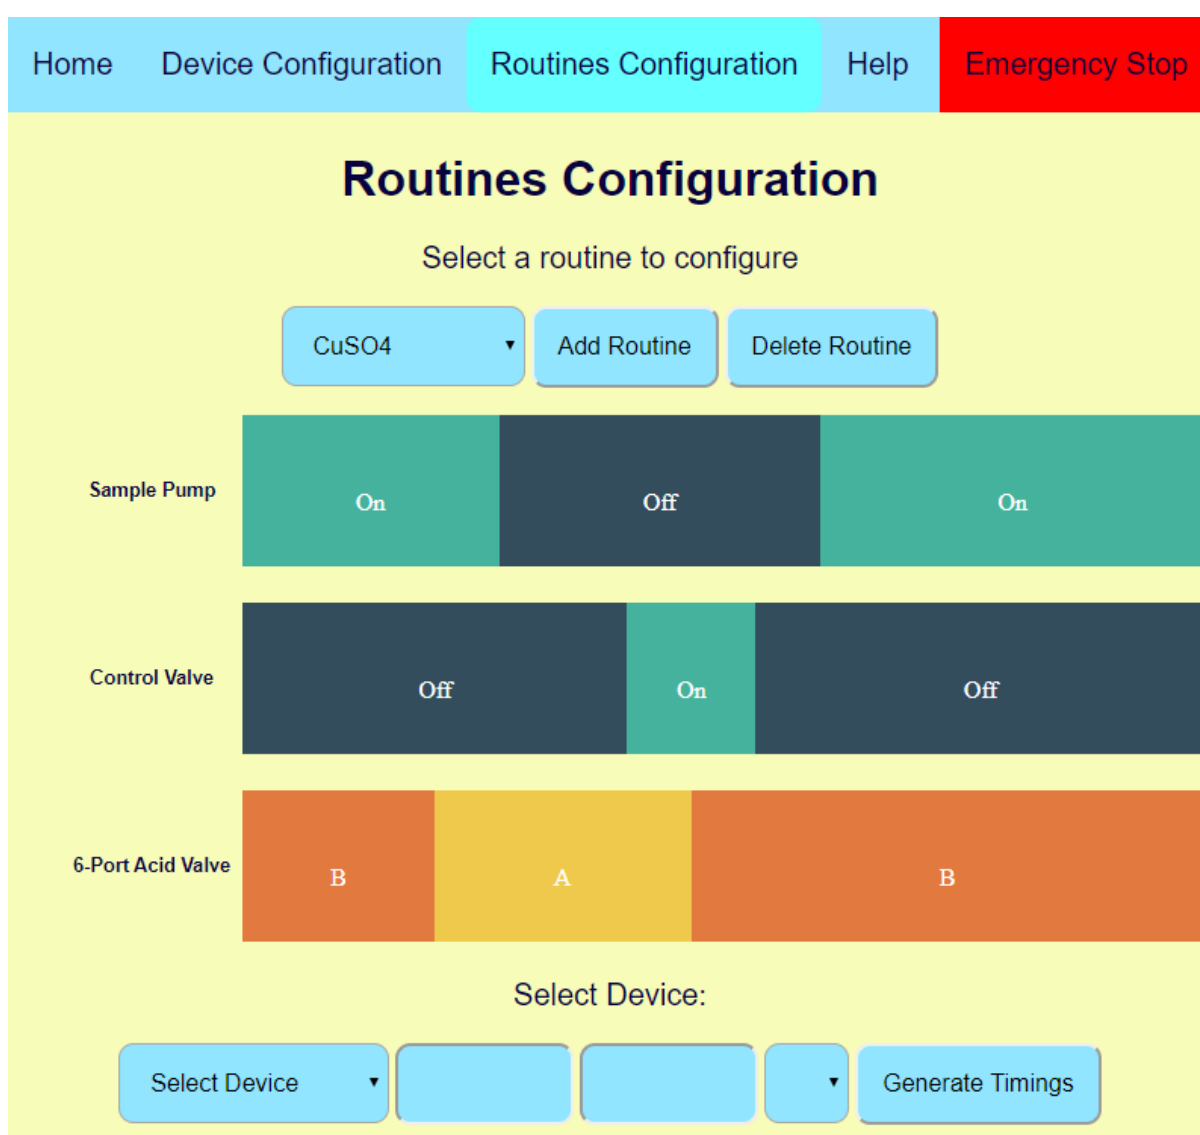 Home Device Configuration Routines Configuration Help Emergency Stop
Routines Configuration
Select a routine to configure
CuSO4 Add Routine Delete Routine
Sample Pump On Off On
Control Valve Off On Off
6-Port Acid Valve B A B
Select Device:
Select Device Generate Timings